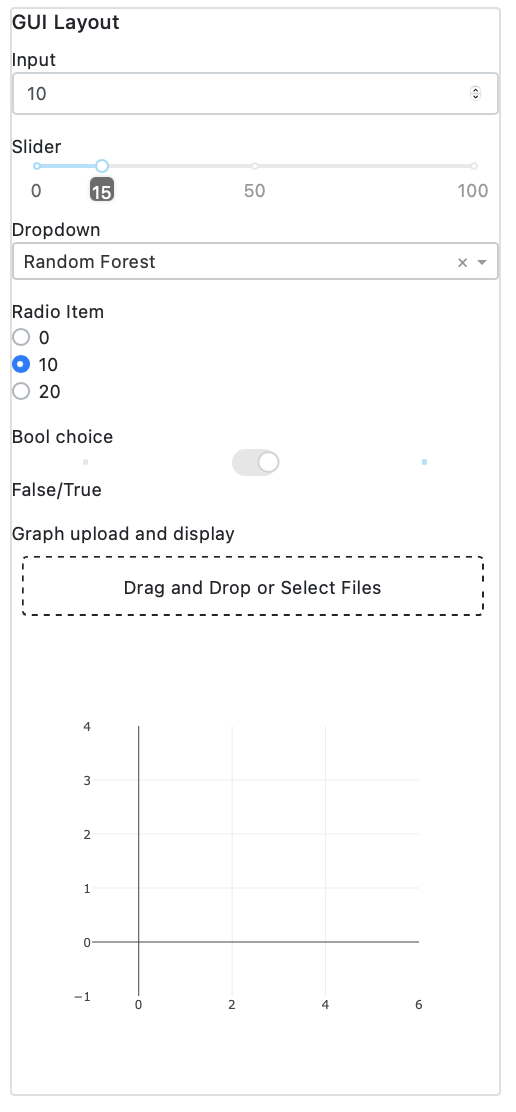 GUI Layout
Input
10
Slider
0 15 50 100
Dropdown
Random Forest × 
Radio Item
0
10
20
Bool choice
False/True
Graph upload and display
Drag and Drop or Select Files
4
3
2
1
0
−1
0 2 4 6